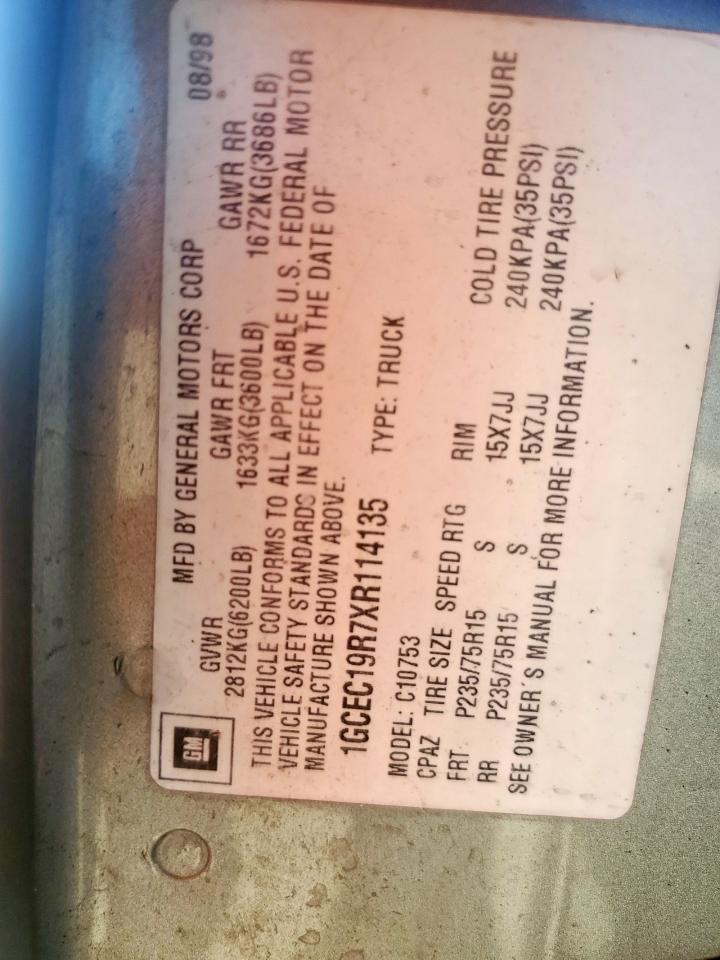 GM
MFD BY GENERAL MOTORS CORP 08/98
GVWR GAWR FRT GAWR RR
2812KG(6200LB) 1633KG(3600LB) 1672KG(3686LB)
THIS VEHICLE CONFORMS TO ALL APPLICABLE U.S. FEDERAL MOTOR
VEHICLE SAFETY STANDARDS IN EFFECT ON THE DATE OF
MANUFACTURE SHOWN ABOVE.
1GCEC19R7XR114135 TYPE: TRUCK
MODEL: C10753
CPAZ TIRE SIZE SPEED RTG RIM COLD TIRE PRESSURE
FRT P235/75R15 S 15X7JJ 240KPA(35PSI)
RR P235/75R15 S 15X7JJ 240KPA(35PSI)
SEE OWNER'S MANUAL FOR MORE INFORMATION.